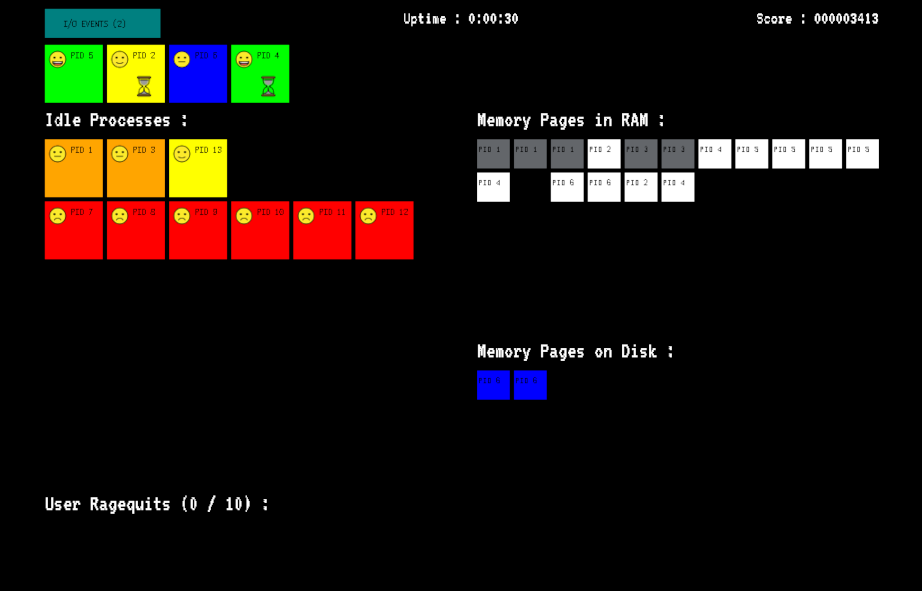 I/O EVENTS (2)
Uptime : 0:00:30
Score : 000003413
PID 5 PID 2 PID 6 PID 4
Idle Processes :
Memory Pages in RAM :
PID 1 PID 3 PID 13
PID 1 PID 1 PID 1 PID 2 PID 3 PID 3 PID 4 PID 5 PID 5 PID 5 PID 5
PID 4 PID 6 PID 6 PID 2 PID 4
PID 7 PID 8 PID 9 PID 10 PID 11 PID 12
Memory Pages on Disk :
PID 6 PID 6
User Ragequits (0 / 10) :